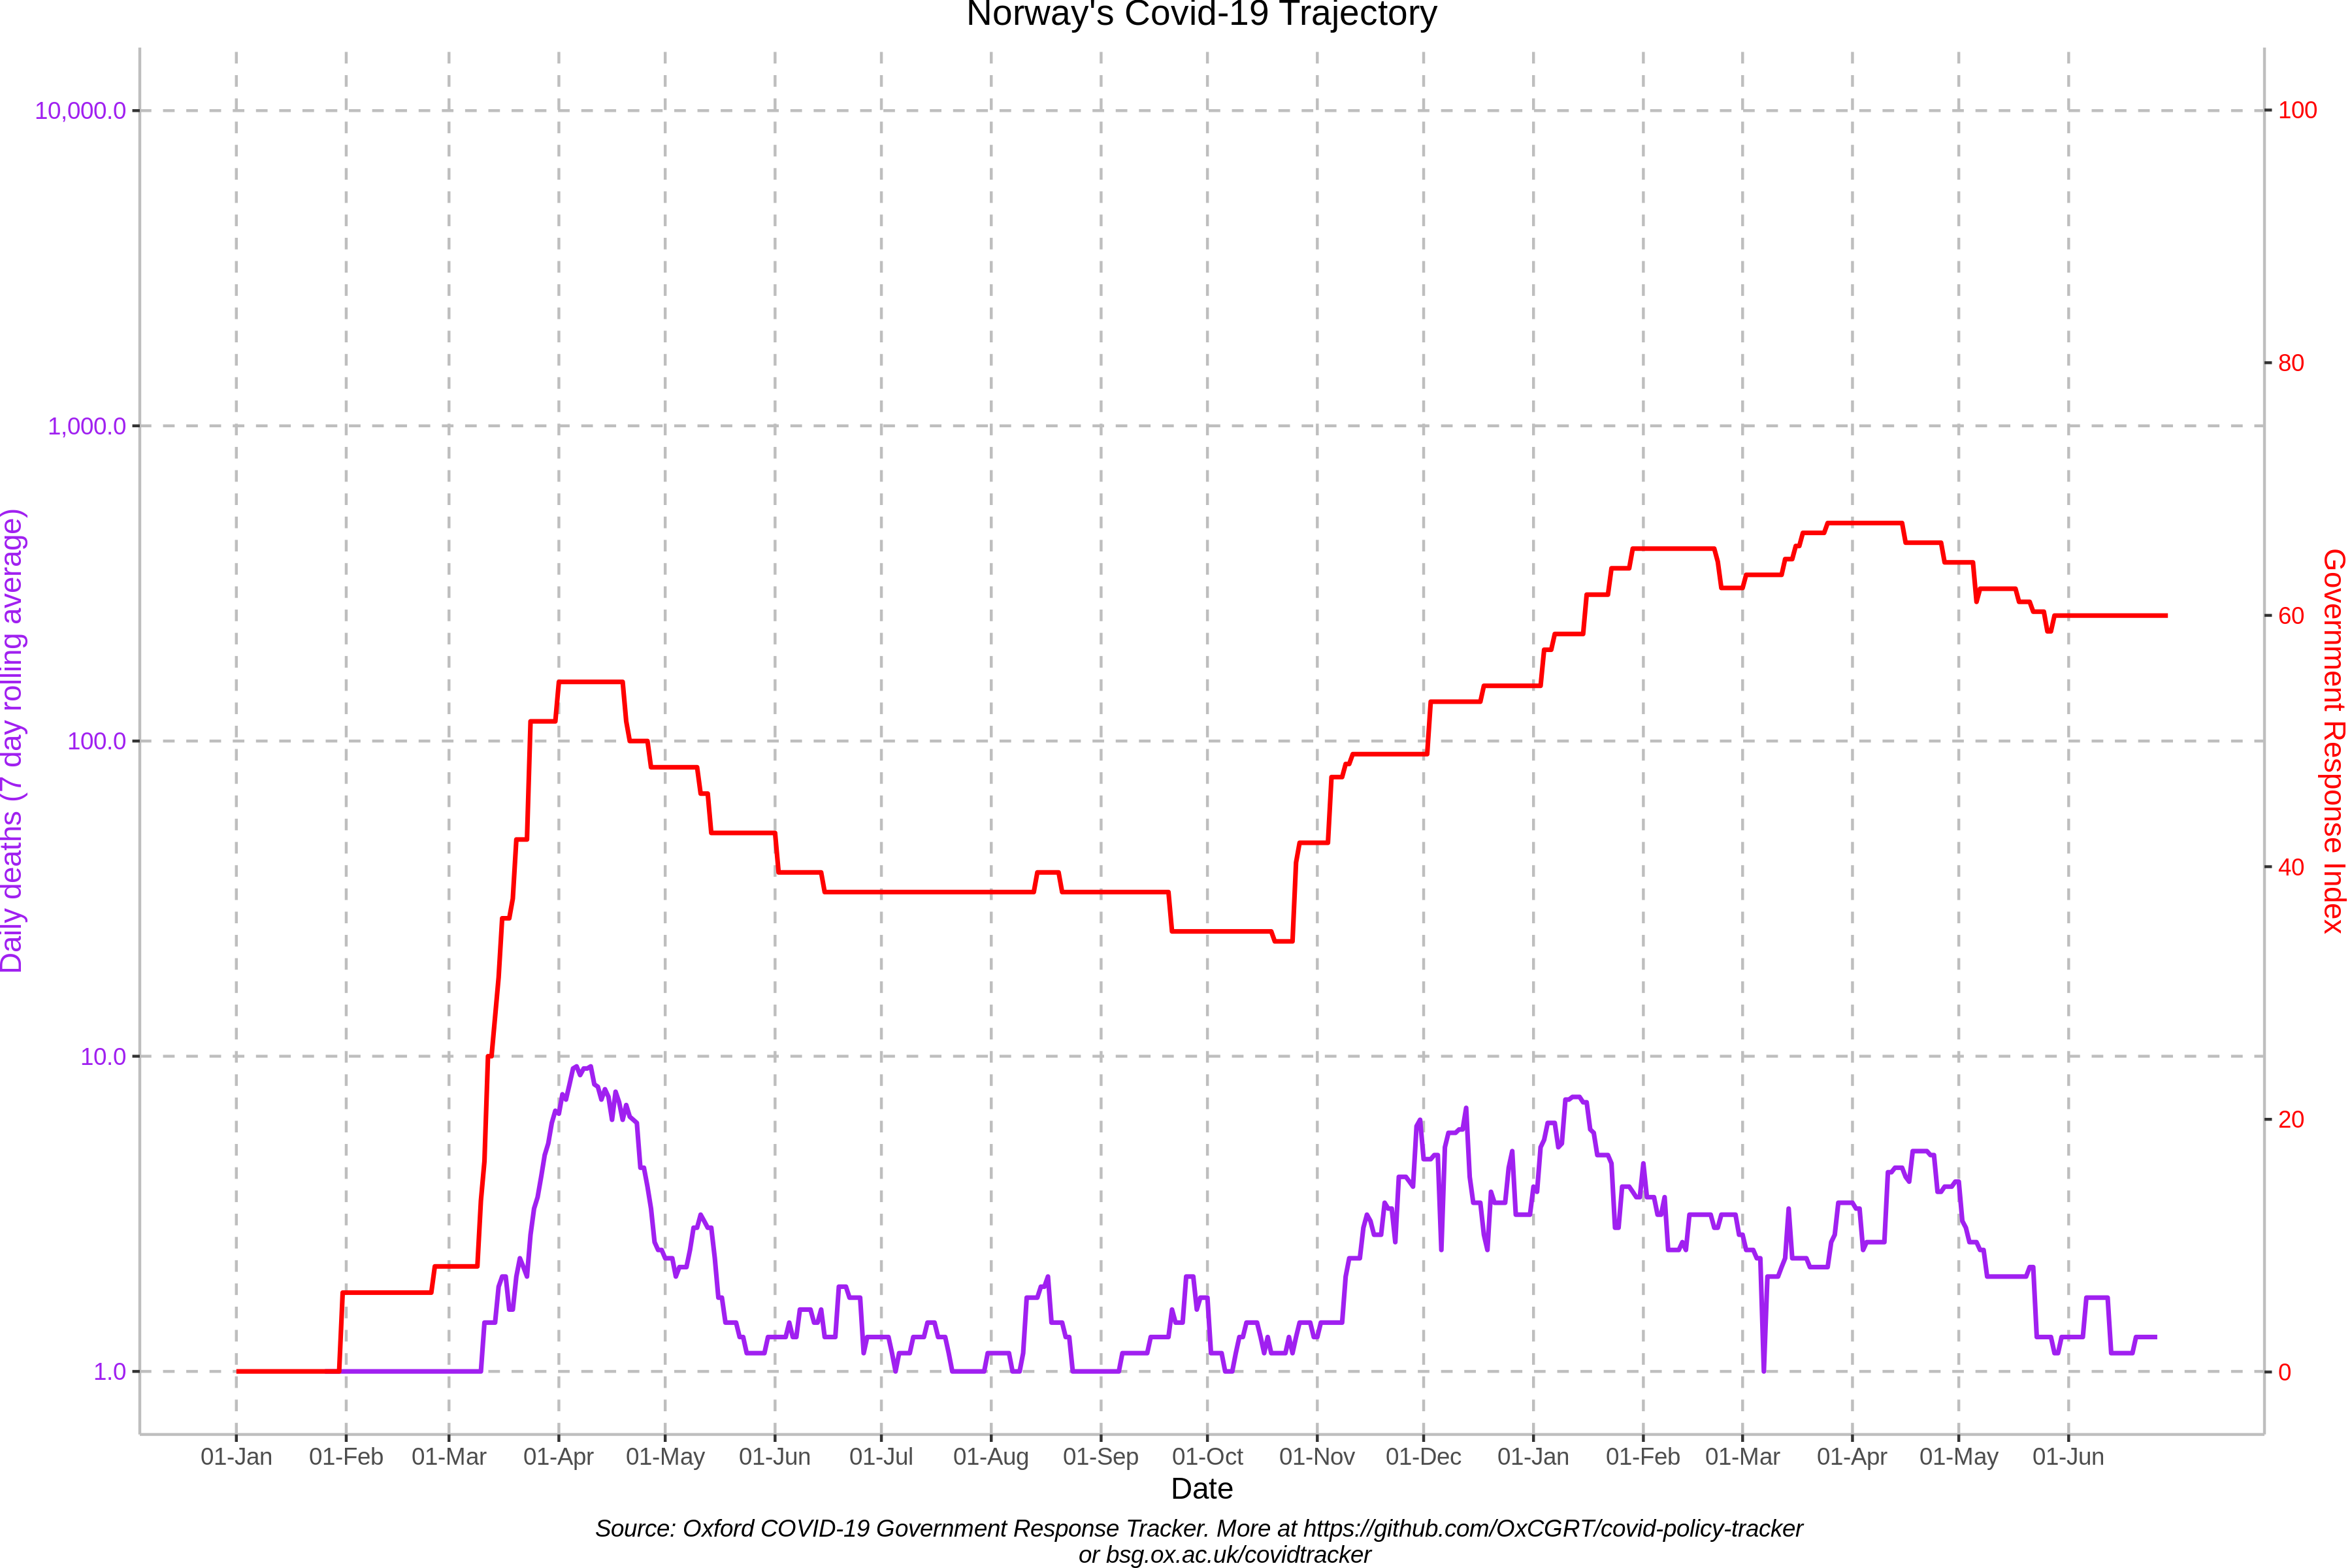 Norway's Covid-19 Trajectory
10,000.0
1,000.0
100.0
10.0
1.0
Daily deaths (7 day rolling average)
100
80
60
40
20
0
Government Response Index
01-Jan 01-Feb 01-Mar 01-Apr 01-May 01-Jun 01-Jul 01-Aug 01-Sep 01-Oct 01-Nov 01-Dec 01-Jan 01-Feb 01-Mar 01-Apr 01-May 01-Jun
Date
Source: Oxford COVID-19 Government Response Tracker. More at https://github.com/OxCGRT/covid-policy-tracker
or bsg.ox.ac.uk/covidtracker